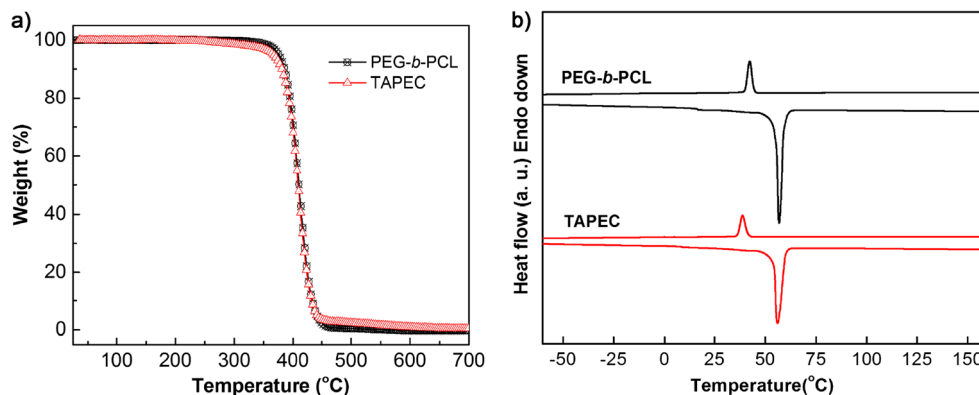 a)
100
80
60
40
20
0
Weight (%)
PEG-b-PCL
TAPEC
100 200 300 400 500 600 700
Temperature (°C)
b)
Heat flow (a. u.) Endo down
PEG-b-PCL
TAPEC
-50 -25 0 25 50 75 100 125 150
Temperature(°C)